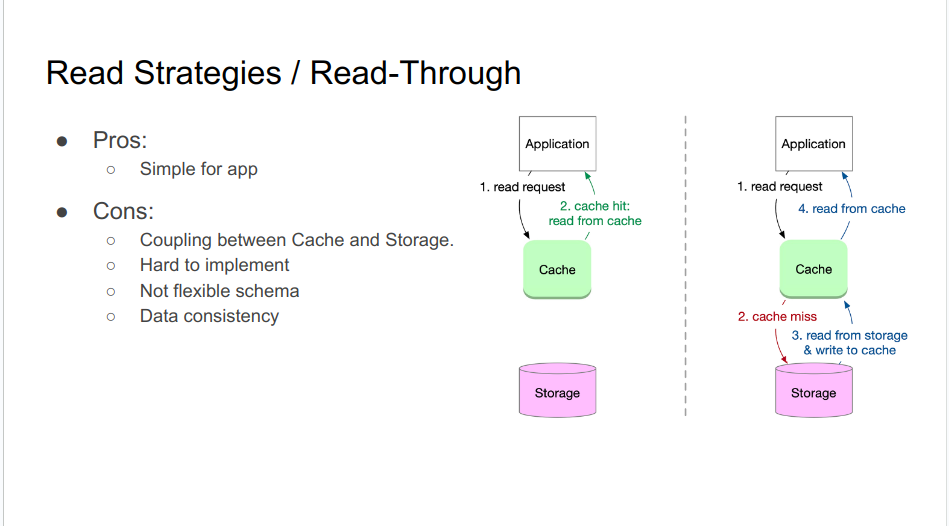 Read Strategies / Read-Through
● Pros:
○ Simple for app
● Cons:
○ Coupling between Cache and Storage.
○ Hard to implement
○ Not flexible schema
○ Data consistency
Application
1. read request
2. cache hit:
read from cache
Cache
Storage
Application
1. read request
4. read from cache
Cache
2. cache miss
3. read from storage
& write to cache
Storage